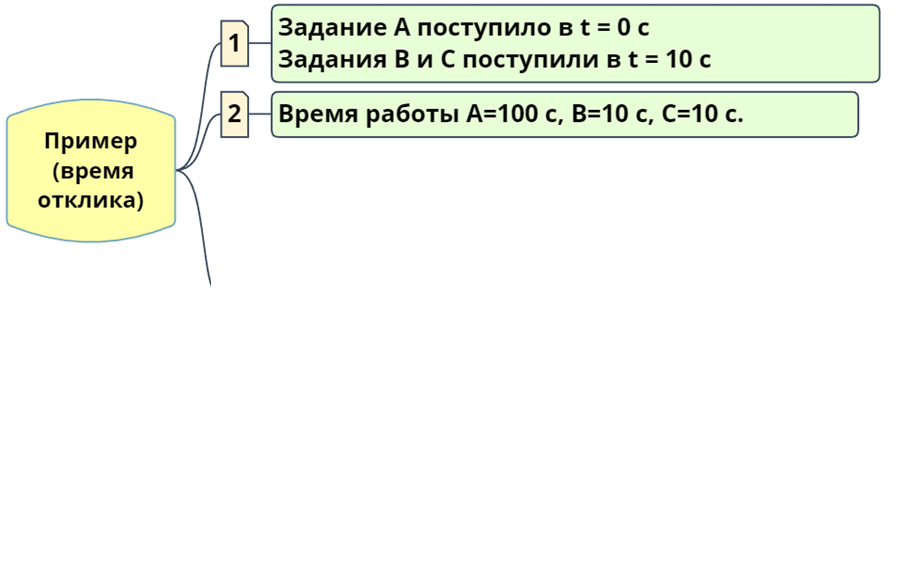 Пример
(время
отклика)
1
Задание A поступило в t = 0 с
Задания B и C поступили в t = 10 с
2
Время работы A=100 с, B=10 с, C=10 с.